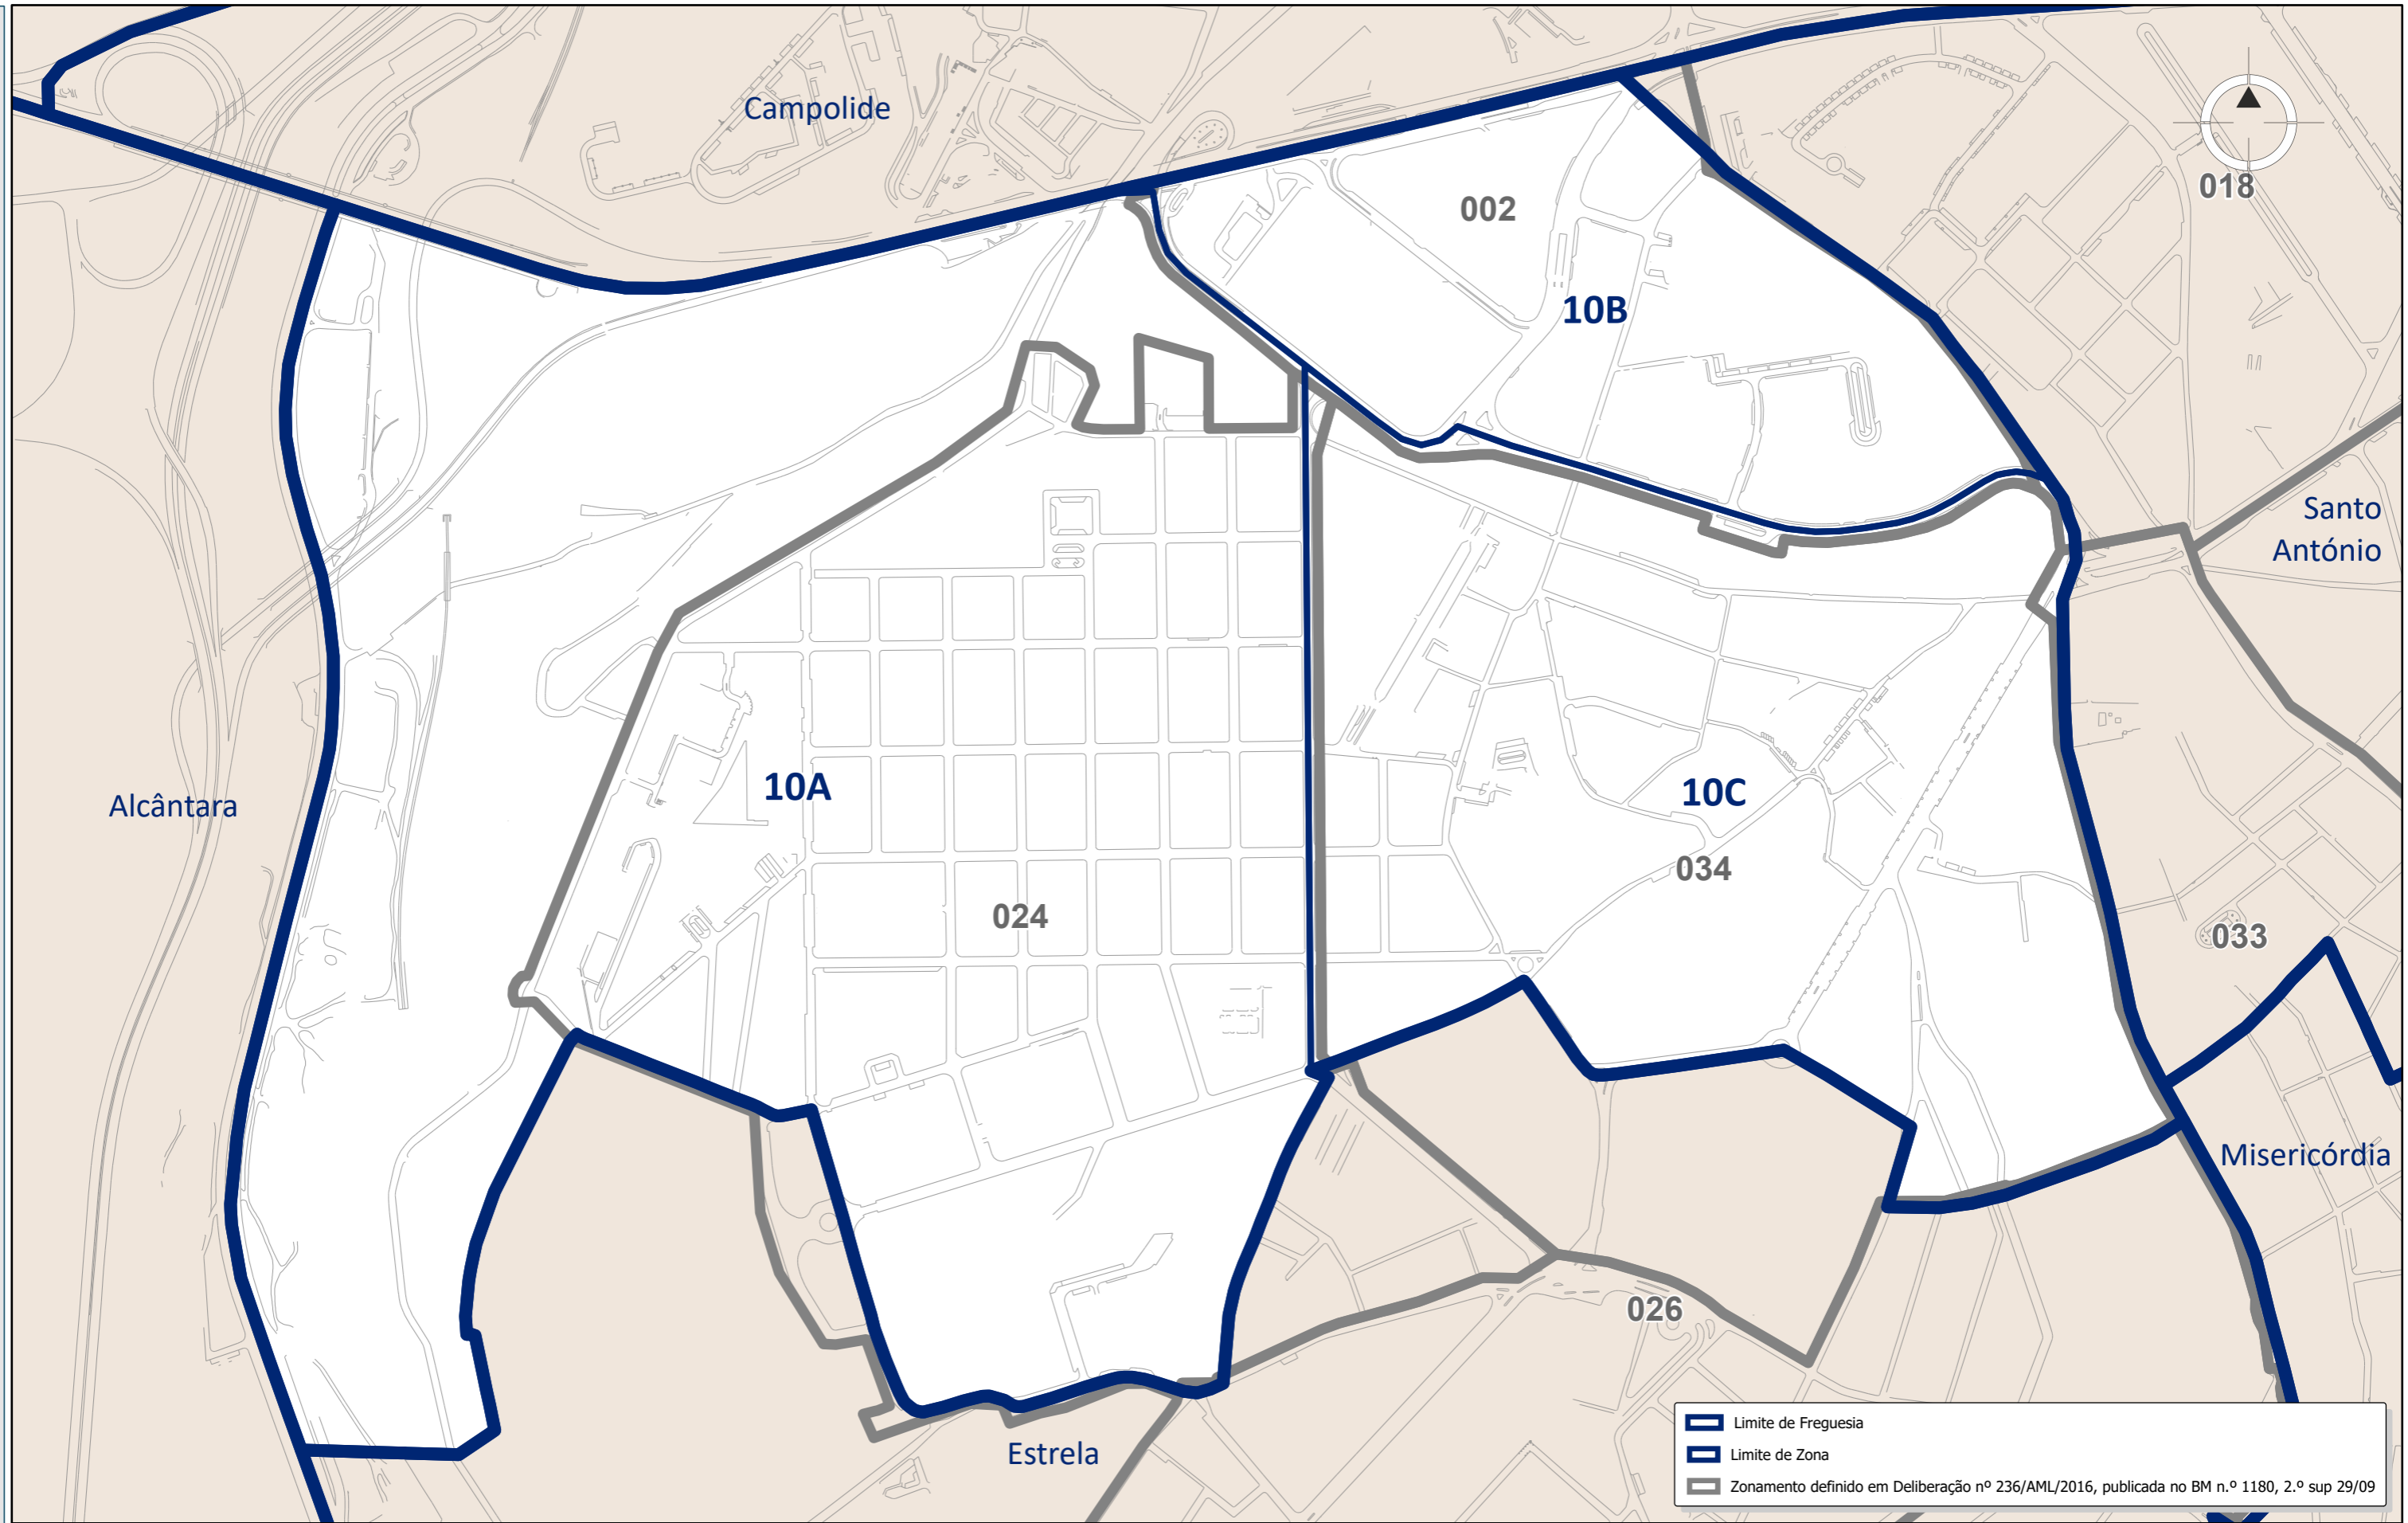 Campolide
018
002
10B
Santo
António
10A
10C
Alcântara
034
024
033
Misericórdia
026
Estrela
Limite de Freguesia
Limite de Zona
Zonamento definido em Deliberação nº 236/AML/2016, publicada no BM n.º 1180, 2.º sup 29/09